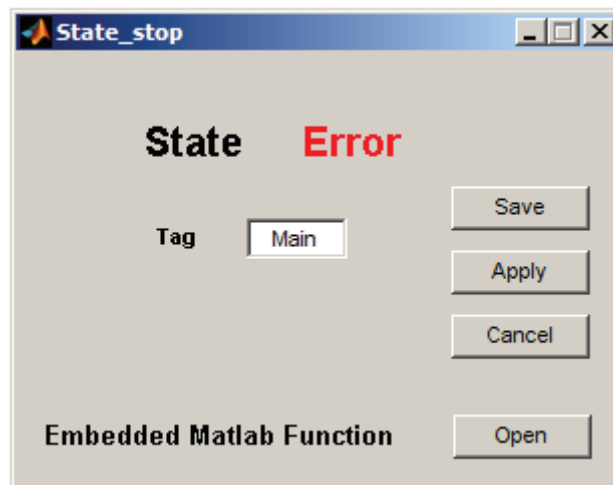 State_stop
State Error
Save
Tag Main
Apply
Cancel
Embedded Matlab Function Open